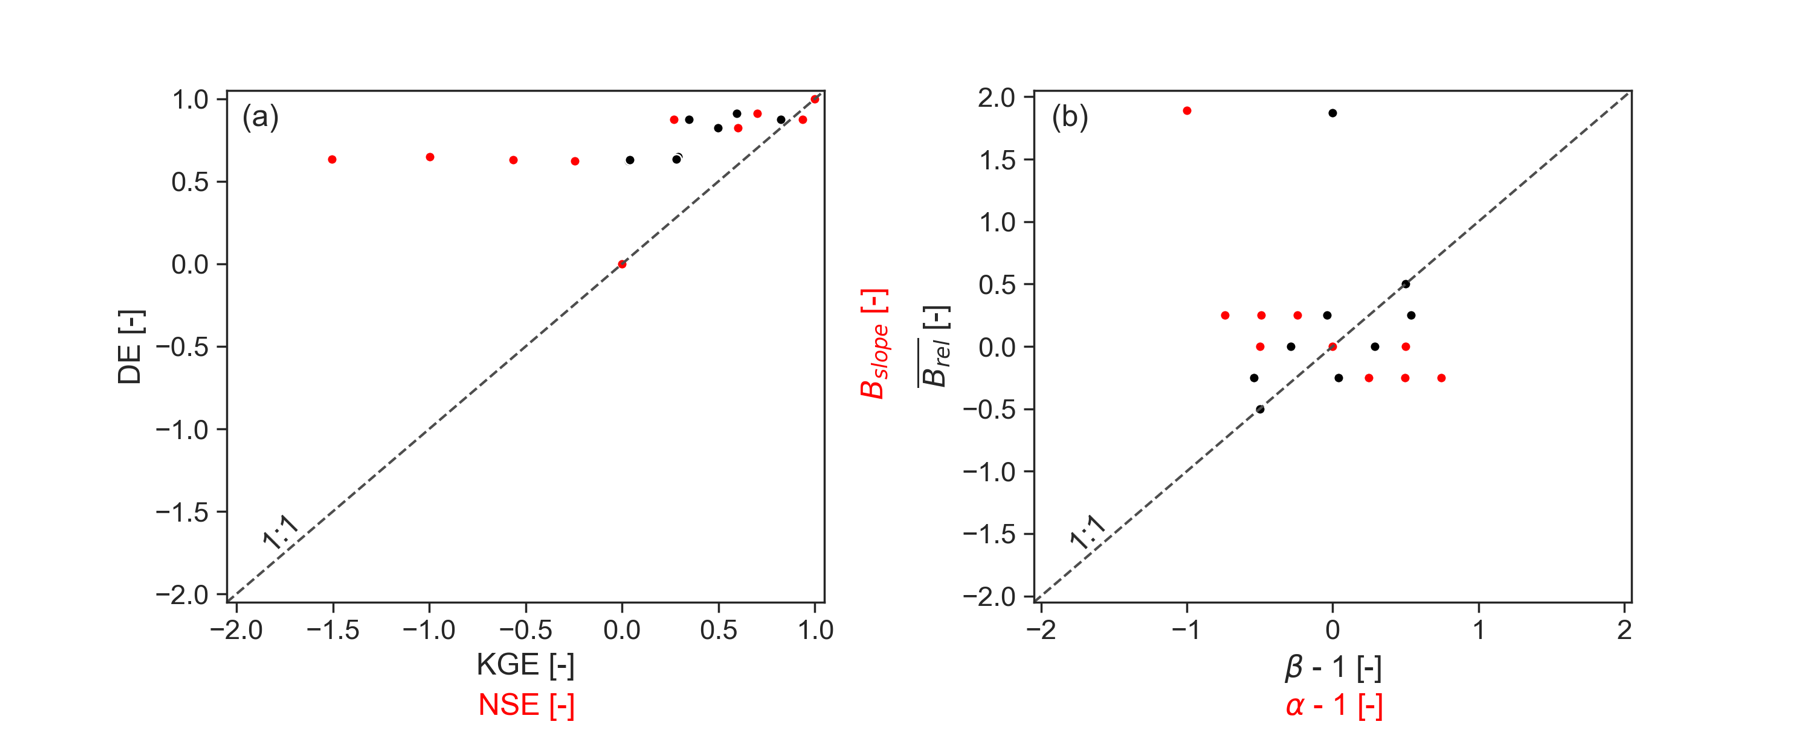 (a)
1.0
0.5
0.0
−0.5
−1.0
−1.5
−2.0
DE [-]
1:1
−2.0 −1.5 −1.0 −0.5 0.0 0.5 1.0
KGE [-]
NSE [-]
(b)
2.0
1.5
1.0
0.5
0.0
−0.5
−1.0
−1.5
−2.0
B_slope [-]
B_rel [-]
1:1
−2 −1 0 1 2
β - 1 [-]
α - 1 [-]